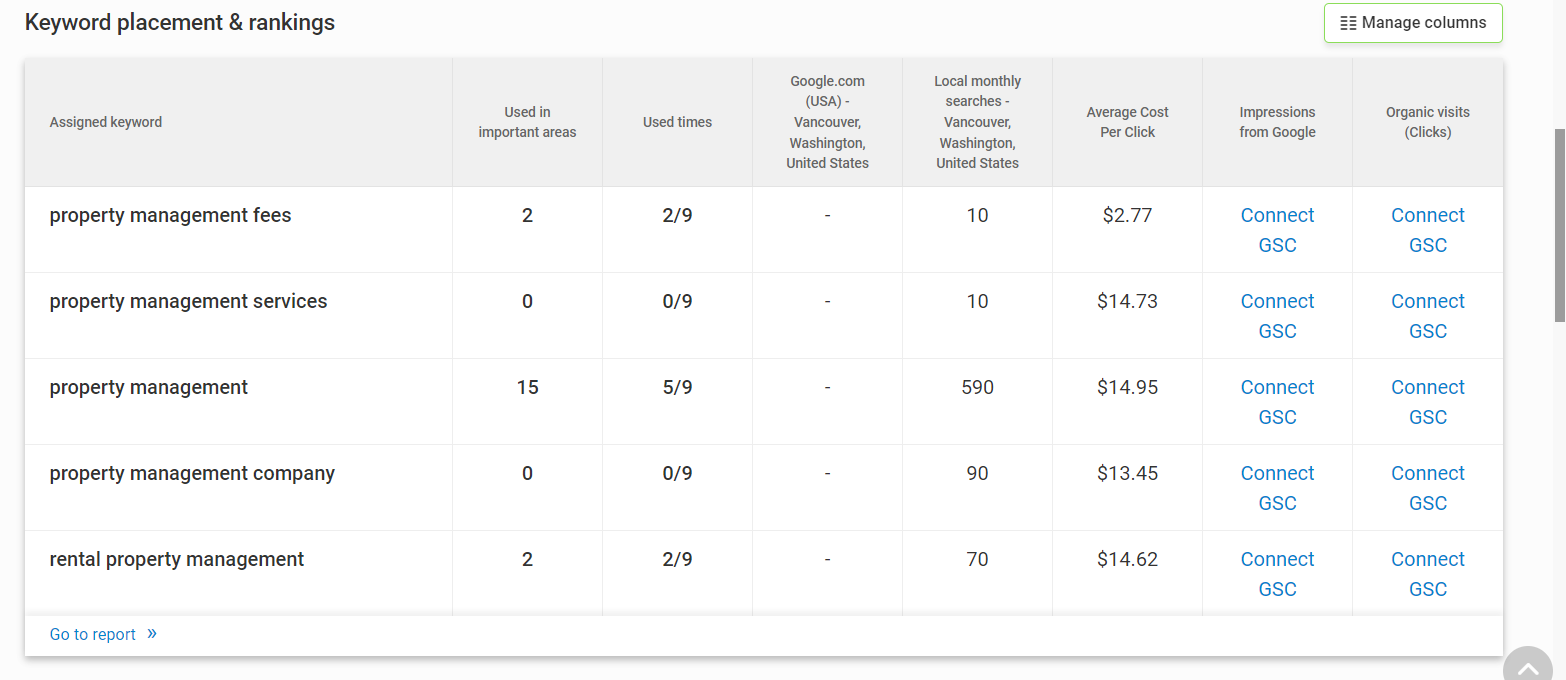 Keyword placement & rankings
Manage columns
Assigned keyword
Used in
important areas
Used times
Google.com
(USA) -
Vancouver,
Washington,
United States
Local monthly
searches -
Vancouver,
Washington,
United States
Average Cost
Per Click
Impressions
from Google
Organic visits
(Clicks)
property management fees 2 2/9 - 10 $2.77 Connect Connect
GSC GSC
property management services 0 0/9 - 10 $14.73 Connect Connect
GSC GSC
property management 15 5/9 - 590 $14.95 Connect Connect
GSC GSC
property management company 0 0/9 - 90 $13.45 Connect Connect
GSC GSC
rental property management 2 2/9 - 70 $14.62 Connect Connect
GSC GSC
Go to report »